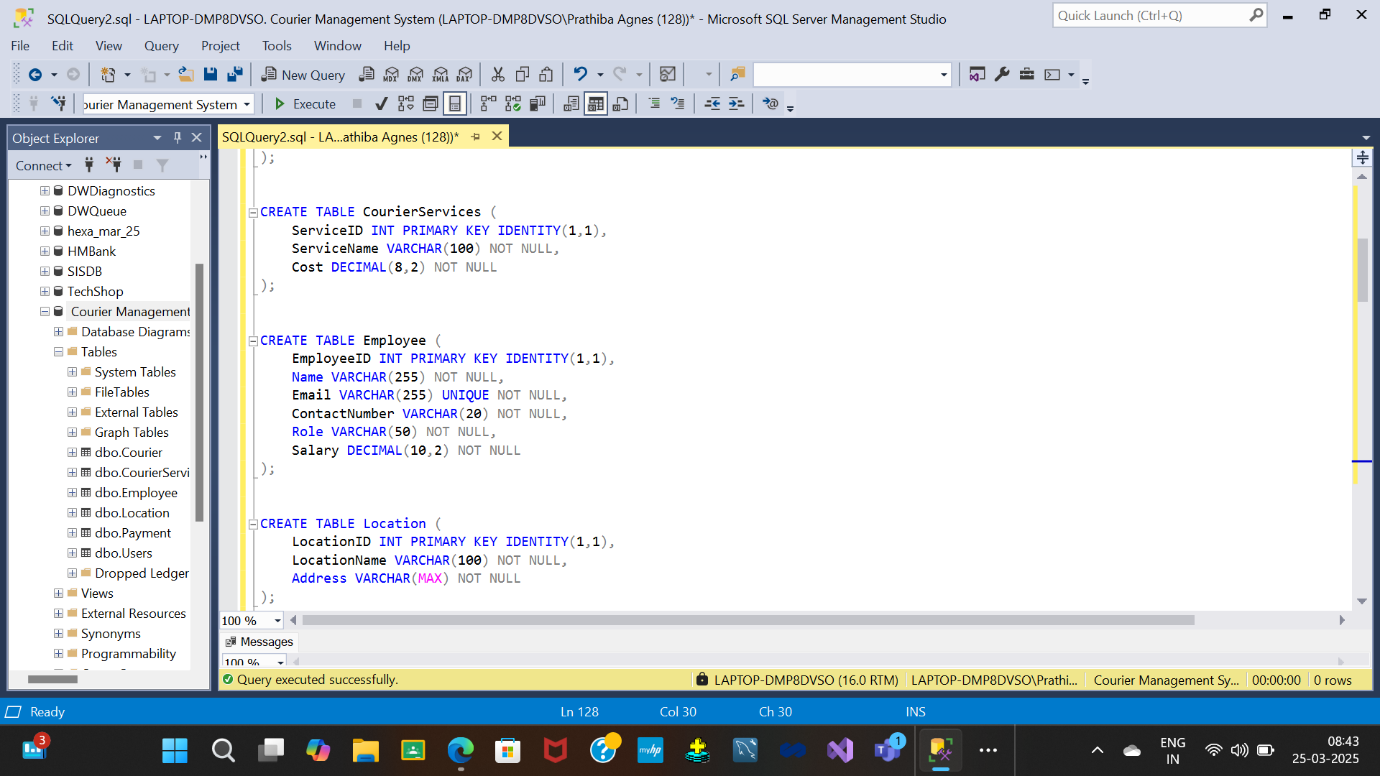 SQLQuery2.sql - LAPTOP-DMP8DVSO. Courier Management System (LAPTOP-DMP8DVSO\Prathiba Agnes (128))* - Microsoft SQL Server Management Studio
Quick Launch (Ctrl+Q)
File Edit View Query Project Tools Window Help
New Query
MDX DMX XMLA DAX
ourier Management System
Execute
Object Explorer
SQLQuery2.sql - LA...athiba Agnes (128))*
Connect
DWDiagnostics
DWQueue
hexa_mar_25
HMBank
SISDB
TechShop
Courier Management
Database Diagrams
Tables
System Tables
FileTables
External Tables
Graph Tables
dbo.Courier
dbo.CourierServi
dbo.Employee
dbo.Location
dbo.Payment
dbo.Users
Dropped Ledger
Views
External Resources
Synonyms
Programmability
);
CREATE TABLE CourierServices (
ServiceID INT PRIMARY KEY IDENTITY(1,1),
ServiceName VARCHAR(100) NOT NULL,
Cost DECIMAL(8,2) NOT NULL
);
CREATE TABLE Employee (
EmployeeID INT PRIMARY KEY IDENTITY(1,1),
Name VARCHAR(255) NOT NULL,
Email VARCHAR(255) UNIQUE NOT NULL,
ContactNumber VARCHAR(20) NOT NULL,
Role VARCHAR(50) NOT NULL,
Salary DECIMAL(10,2) NOT NULL
);
CREATE TABLE Location (
LocationID INT PRIMARY KEY IDENTITY(1,1),
LocationName VARCHAR(100) NOT NULL,
Address VARCHAR(MAX) NOT NULL
);
100 %
Messages
100 %
Query executed successfully.
LAPTOP-DMP8DVSO (16.0 RTM)
LAPTOP-DMP8DVSO\Prathi...
Courier Management Sy...
00:00:00
0 rows
Ready
Ln 128
Col 30
Ch 30
INS
3
myhp
1
ENG
IN
08:43
25-03-2025